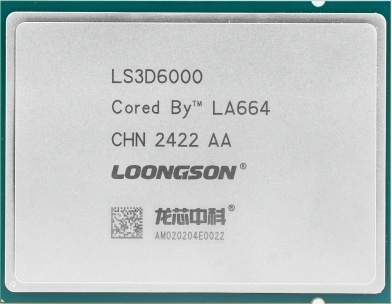 LS3D6000
Cored By™ LA664
CHN 2422 AA
LOONGSON®
龙芯中科®
AM020204E0022